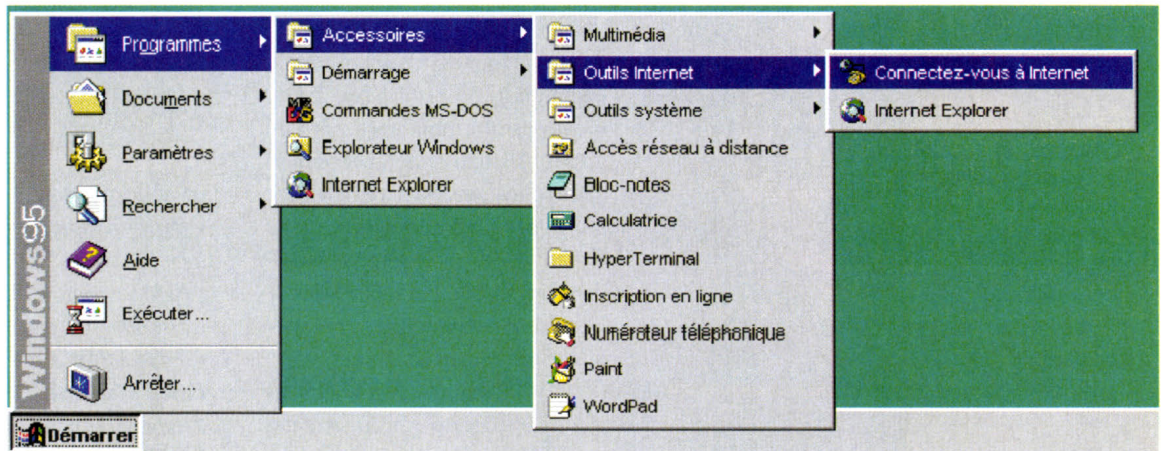 Windows95
Programmes
Documents
Paramètres
Rechercher
Aide
Exécuter...
Arrêter...
Démarrer
Accessoires
Démarrage
Commandes MS-DOS
Explorateur Windows
Internet Explorer
Multimédia
Outils Internet
Outils système
Accès réseau à distance
Bloc-notes
Calculatrice
HyperTerminal
Inscription en ligne
Numéroteur téléphonique
Paint
WordPad
Connectez-vous à Internet
Internet Explorer